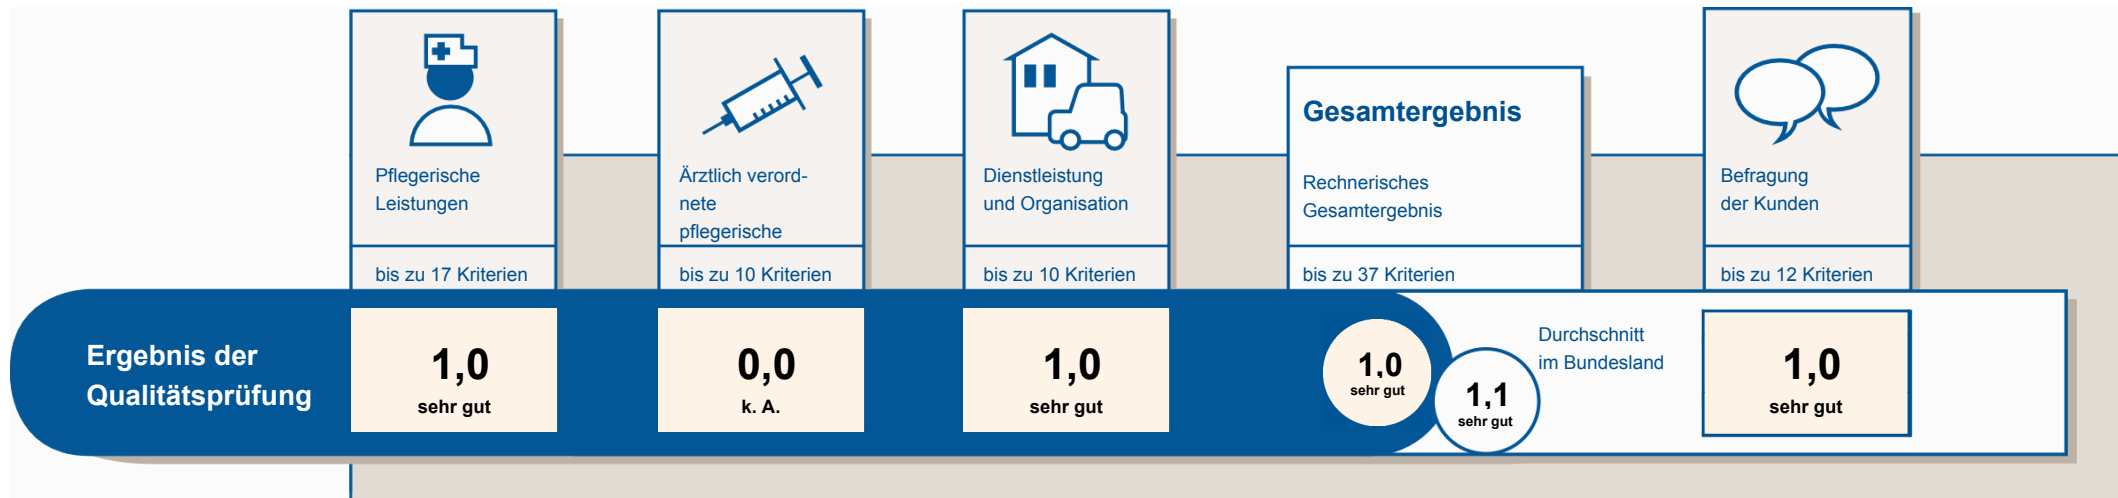 Pflegerische
Leistungen
bis zu 17 Kriterien
Ärztlich verord-
nete
pflegerische
bis zu 10 Kriterien
Dienstleistung
und Organisation
bis zu 10 Kriterien
Gesamtergebnis
Rechnerisches
Gesamtergebnis
bis zu 37 Kriterien
Befragung
der Kunden
bis zu 12 Kriterien
Ergebnis der
Qualitätsprüfung
1,0
sehr gut
0,0
k. A.
1,0
sehr gut
1,0
sehr gut
1,1
sehr gut
Durchschnitt
im Bundesland
1,0
sehr gut